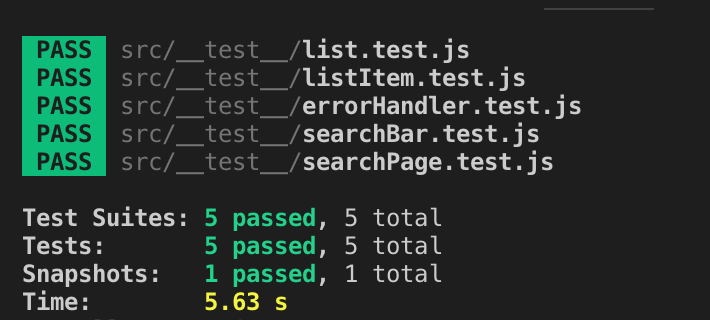 PASS src/__test__/list.test.js
PASS src/__test__/listItem.test.js
PASS src/__test__/errorHandler.test.js
PASS src/__test__/searchBar.test.js
PASS src/__test__/searchPage.test.js
Test Suites: 5 passed, 5 total
Tests: 5 passed, 5 total
Snapshots: 1 passed, 1 total
Time: 5.63 s